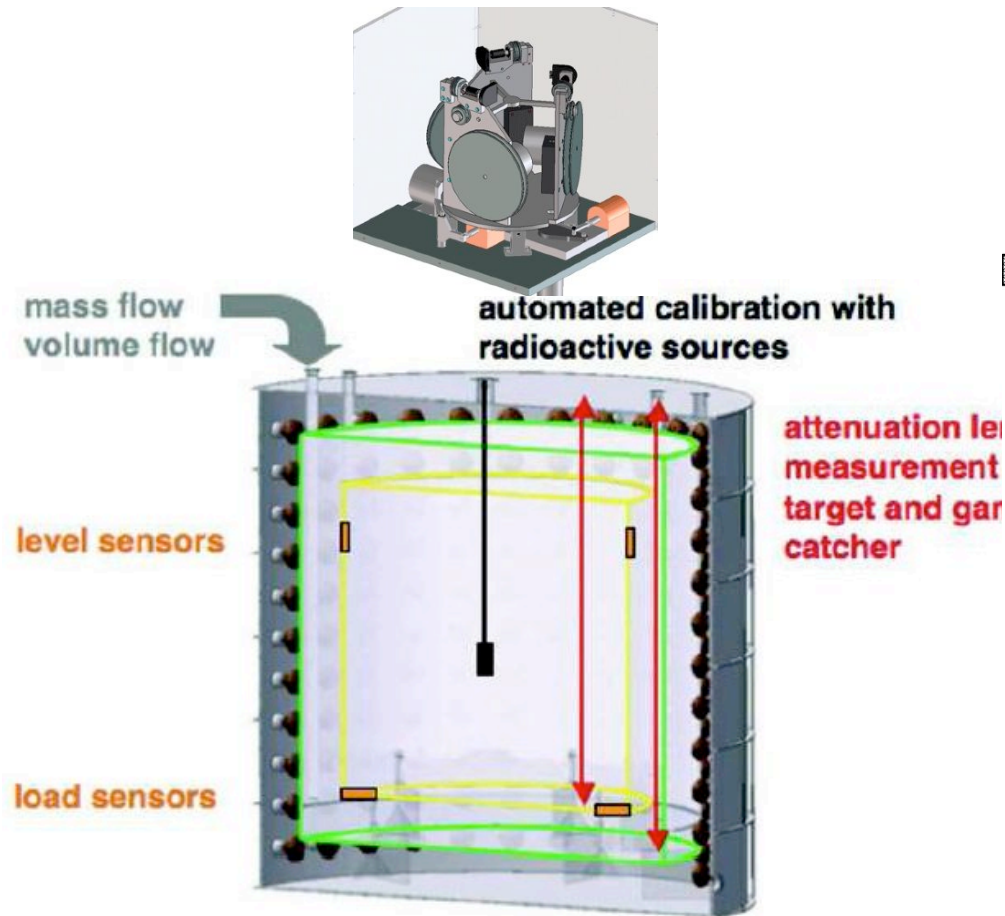 mass flow
volume flow
automated calibration with
radioactive sources
attenuation
measurement
target and
catcher
level sensors
load sensors